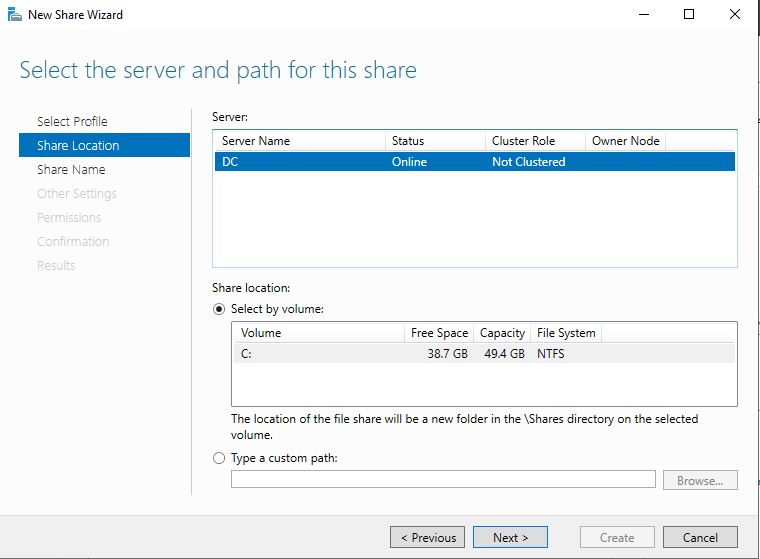 New Share Wizard
Select the server and path for this share
Select Profile
Share Location
Share Name
Other Settings
Permissions
Confirmation
Results
Server:
Server Name Status Cluster Role Owner Node
DC Online Not Clustered
Share location:
Select by volume:
Volume Free Space Capacity File System
C: 38.7 GB 49.4 GB NTFS
The location of the file share will be a new folder in the \Shares directory on the selected
volume.
Type a custom path:
Browse...
< Previous Next > Create Cancel